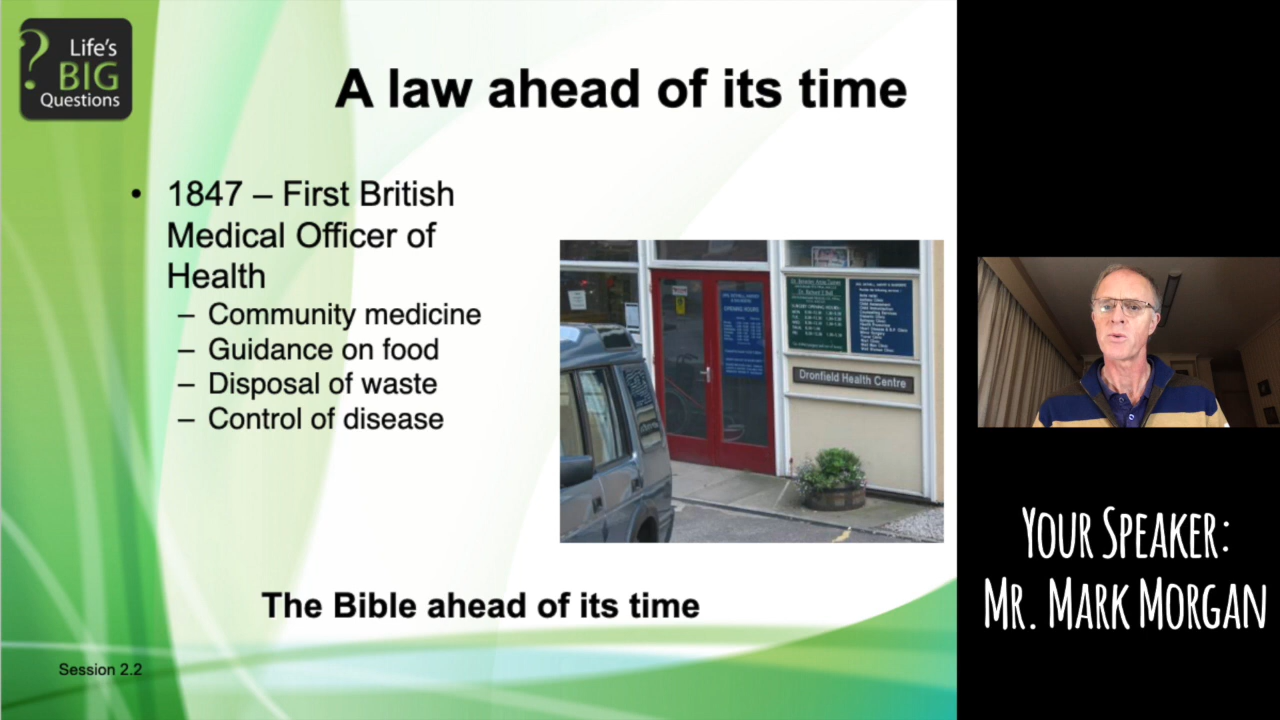 ?
Life's
BIG
Questions
A law ahead of its time
• 1847 – First British
Medical Officer of
Health
– Community medicine
– Guidance on food
– Disposal of waste
– Control of disease
OPENING HOURS
Dronfield Health Centre
The Bible ahead of its time
Session 2.2
YOUR SPEAKER:
MR. MARK MORGAN